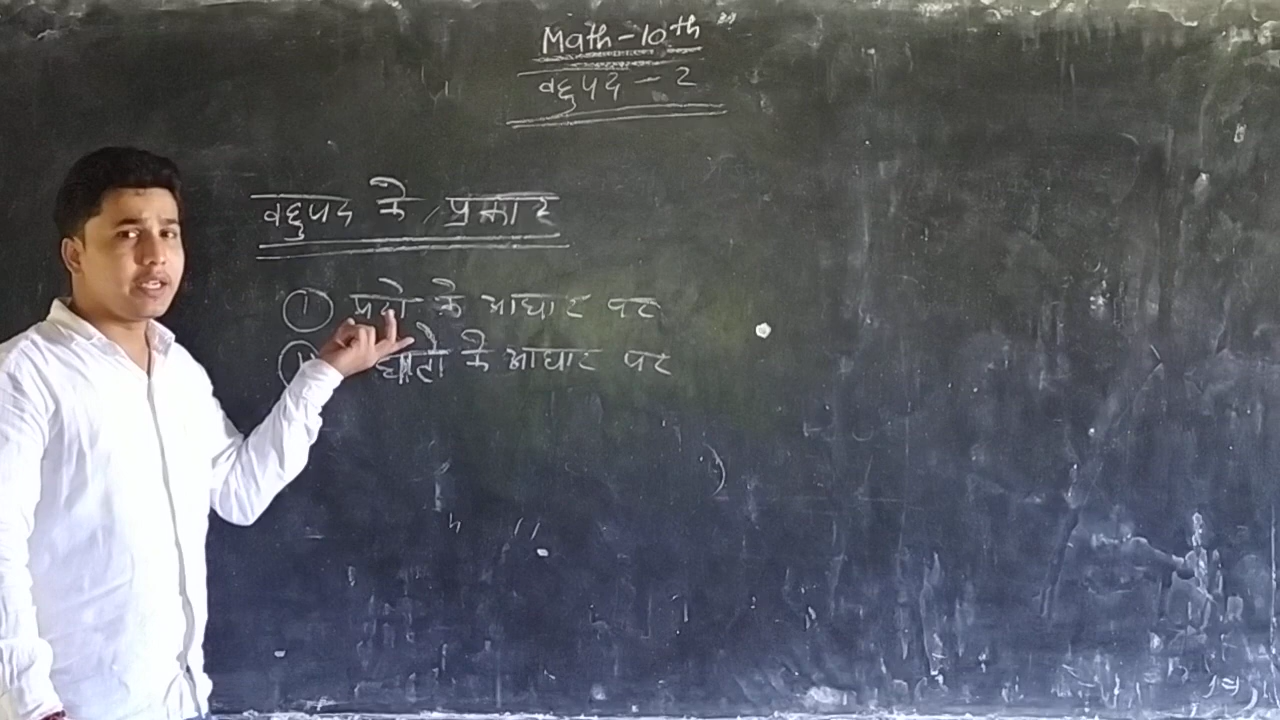 Math-10th
बहुपद - 2
बहुपद के प्रकार
① पदो के आधार पर
घातो के आधार पर